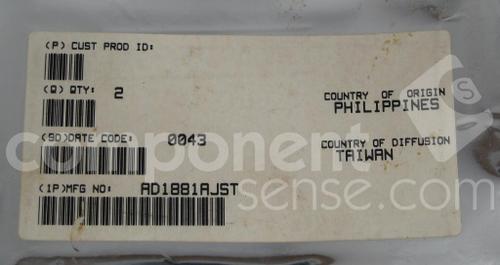 (P) CUST PROD ID:
(Q) QTY: 2
COUNTRY OF ORIGIN
PHILIPPINES
(9D)DATE CODE: 0043
COUNTRY OF DIFFUSION
TAIWAN
(1P)MFG NO: AD1881AJST
component
sense.com